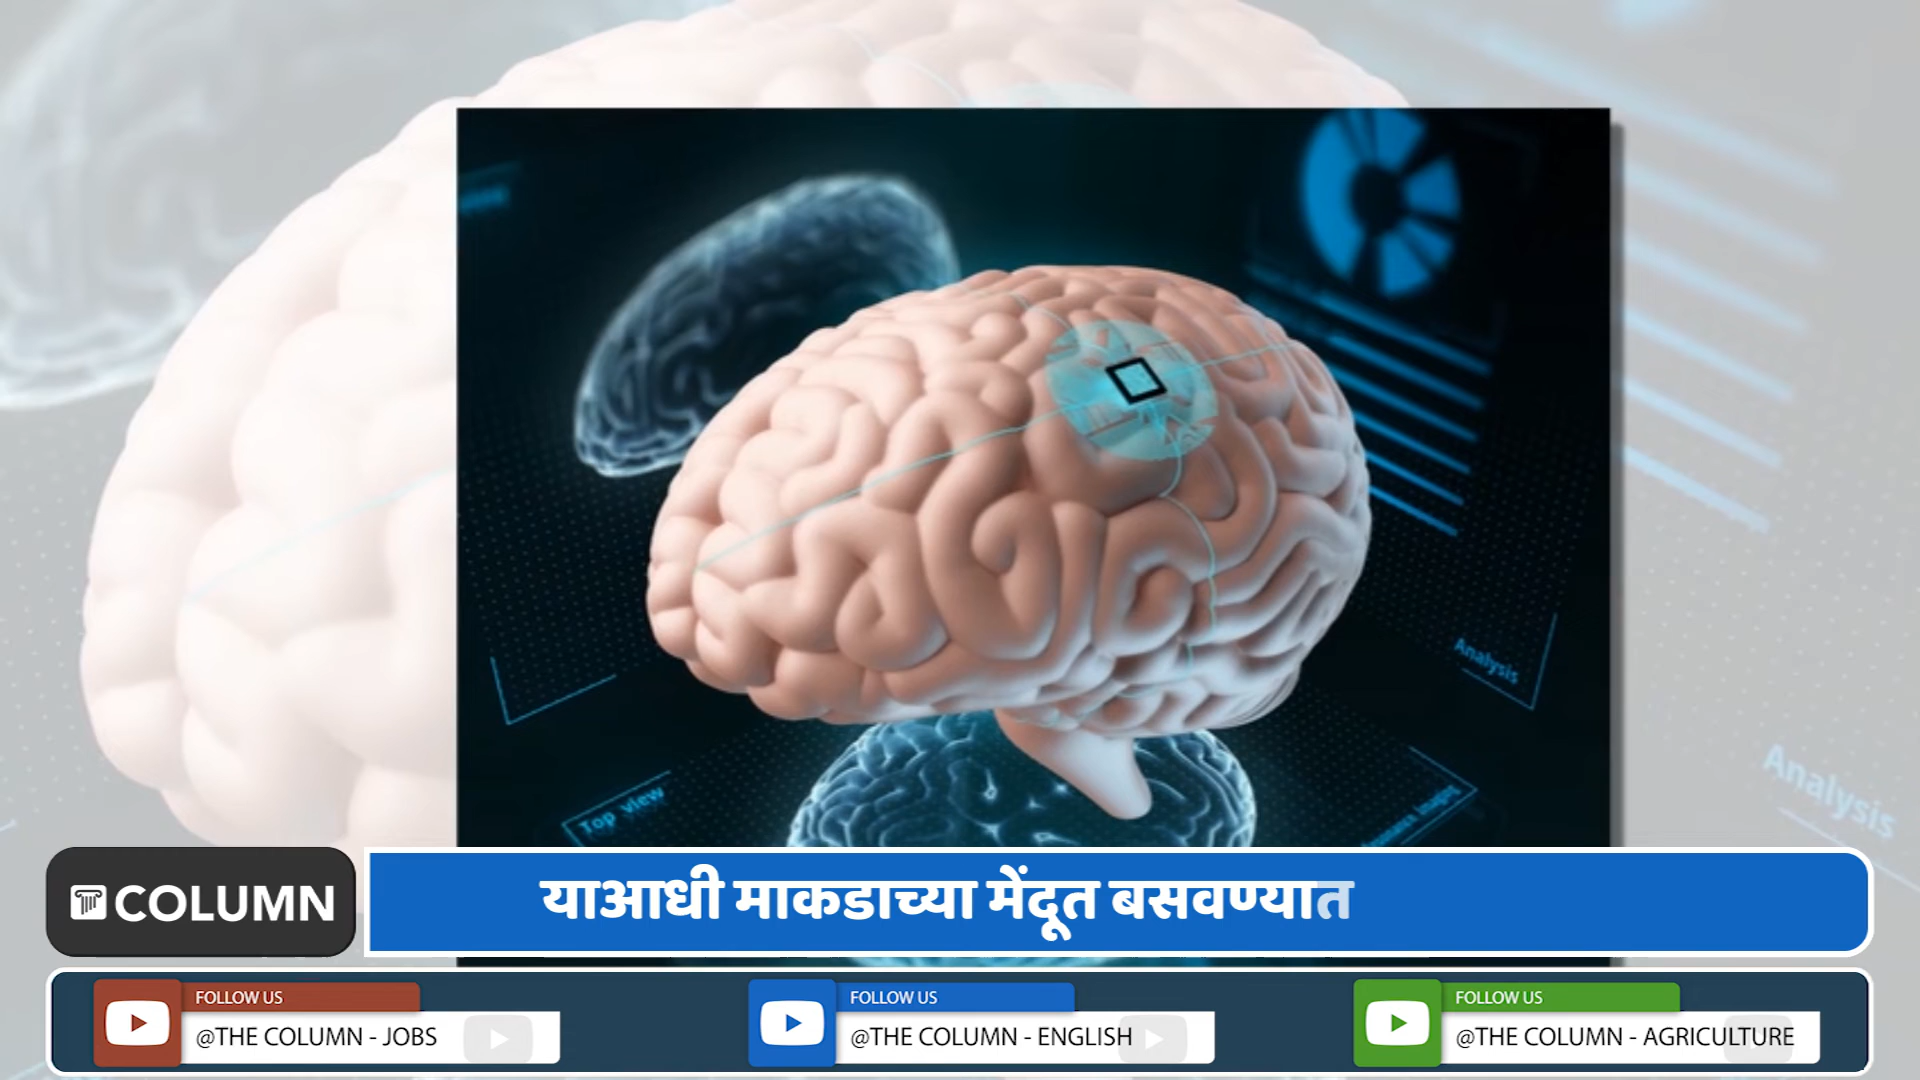 Analysis
Top view
Analysis
COLUMN
याआधी माकडाच्या मेंदूत बसवण्यात
FOLLOW US
@THE COLUMN - JOBS
FOLLOW US
@THE COLUMN - ENGLISH
FOLLOW US
@THE COLUMN - AGRICULTURE